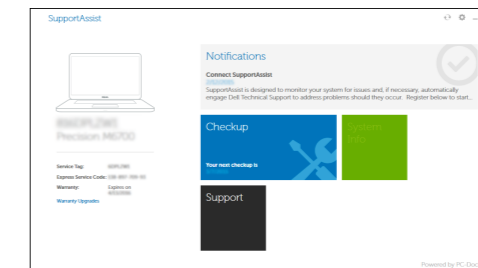 SupportAssist
Notifications
Connect SupportAssist
SupportAssist is designed to monitor your system for issues and, if necessary, automatically
engage Dell Technical Support to address problems should they occur. Register below to start...
Precision M6700
Checkup
System
Info
Service Tag:
Express Service Code:
Warranty: Expires on
Warranty Upgrades
Your next checkup is
Support
Powered by PC-Doc